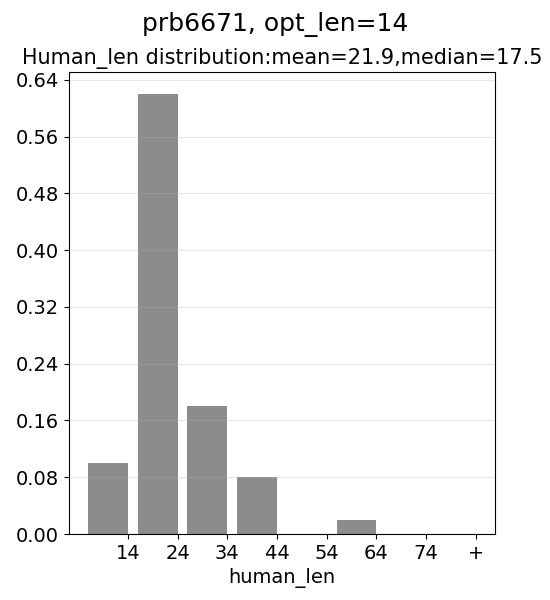 prb6671, opt_len=14
Human_len distribution:mean=21.9,median=17.5
0.64
0.56
0.48
0.40
0.32
0.24
0.16
0.08
0.00
14 24 34 44 54 64 74 +
human_len